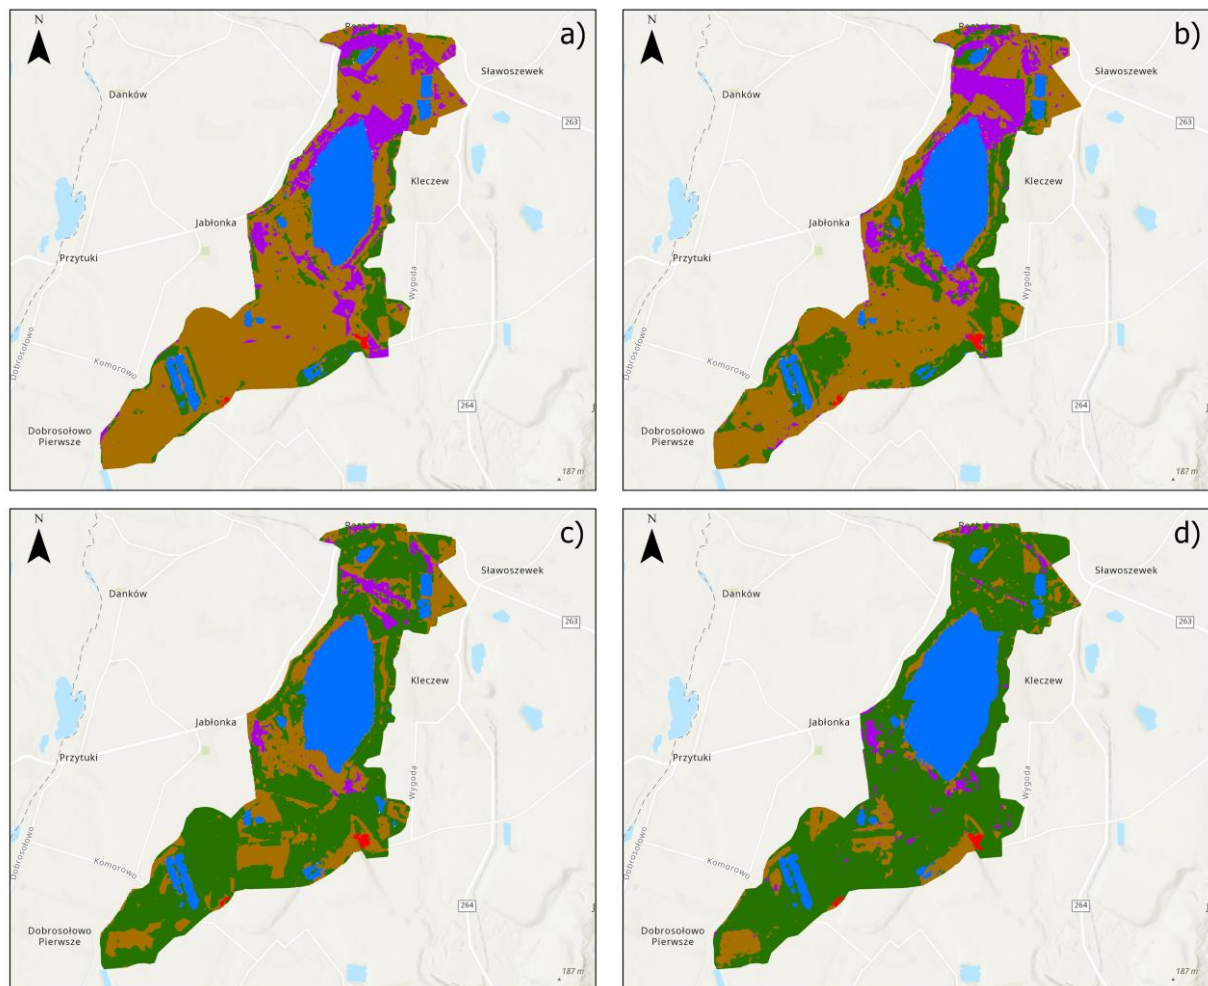 N
a)
Danków
Sławoszewek
263
Kleczew
Jabłonka
Przytuki
Wygoda
Dobrosołowo
Komorowo
264
Dobrosołowo
Pierwsze
187 m
N
b)
Danków
Sławoszewek
263
Kleczew
Jabłonka
Przytuki
Wygoda
Dobrosołowo
Komorowo
264
Dobrosołowo
Pierwsze
187 m
N
c)
Danków
Sławoszewek
263
Kleczew
Jabłonka
Przytuki
Wygoda
Dobrosołowo
Komorowo
264
Dobrosołowo
Pierwsze
187 m
N
d)
Danków
Sławoszewek
263
Kleczew
Jabłonka
Przytuki
Wygoda
Dobrosołowo
Komorowo
264
Dobrosołowo
Pierwsze
187 m